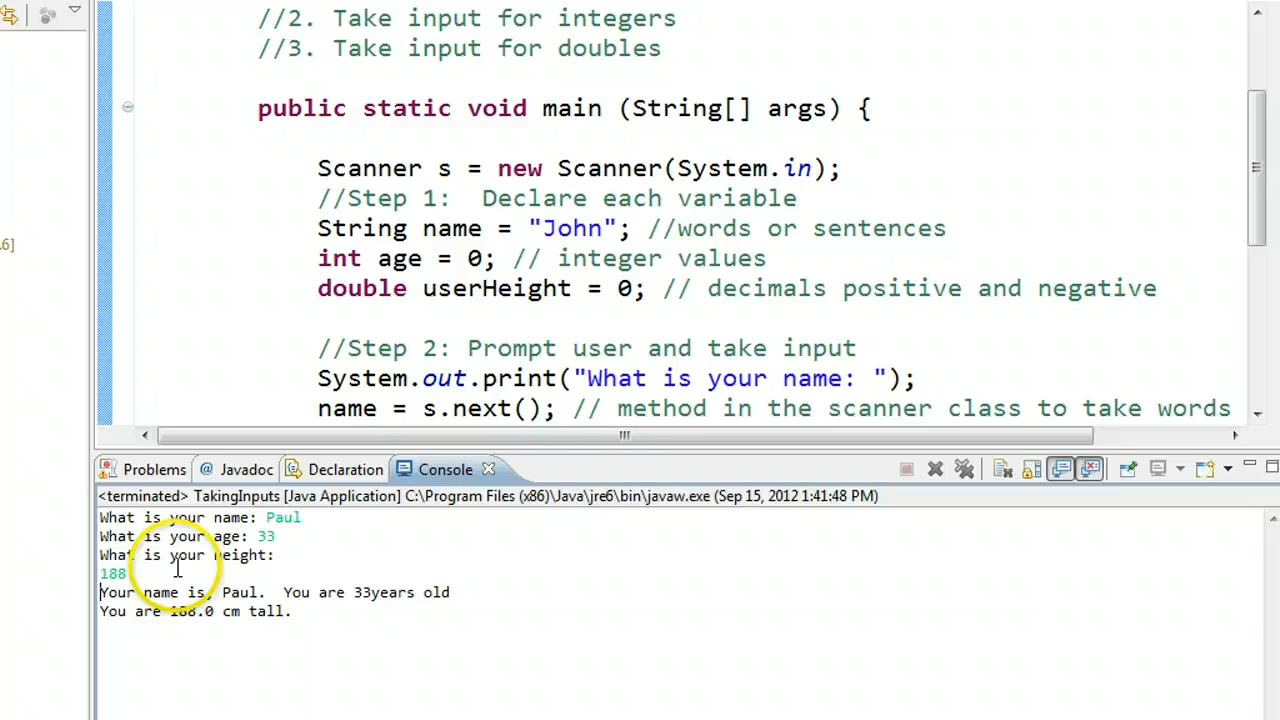 //2. Take input for integers
//3. Take input for doubles
public static void main (String[] args) {
Scanner s = new Scanner(System.in);
//Step 1:  Declare each variable
String name = "John"; //words or sentences
.6]
int age = 0; // integer values
double userHeight = 0; // decimals positive and negative
//Step 2: Prompt user and take input
System.out.print("What is your name: ");
name = s.next(); // method in the scanner class to take words
Problems @ Javadoc Declaration Console
<terminated> TakingInputs [Java Application] C:\Program Files (x86)\Java\jre6\bin\javaw.exe (Sep 15, 2012 1:41:48 PM)
What is your name: Paul
What is your age: 33
What is your height:
188
Your name is, Paul.  You are 33years old
You are 188.0 cm tall.